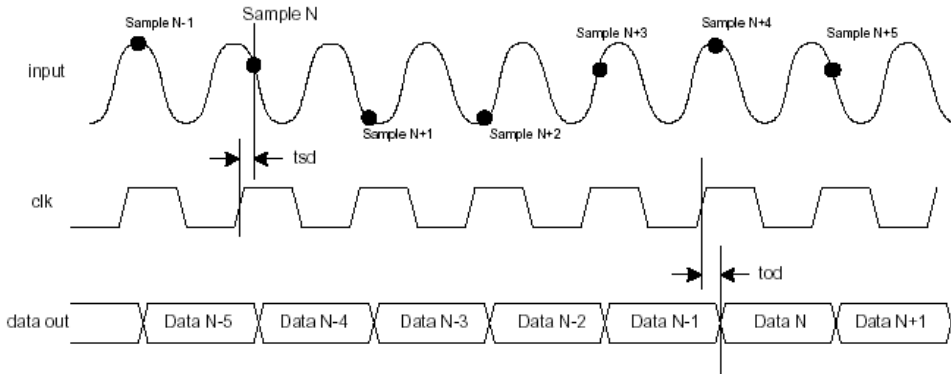 Sample N-1
Sample N
Sample N+3
Sample N+4
Sample N+5
input
Sample N+1
Sample N+2
tsd
clk
tod
data out
Data N-5
Data N-4
Data N-3
Data N-2
Data N-1
Data N
Data N+1